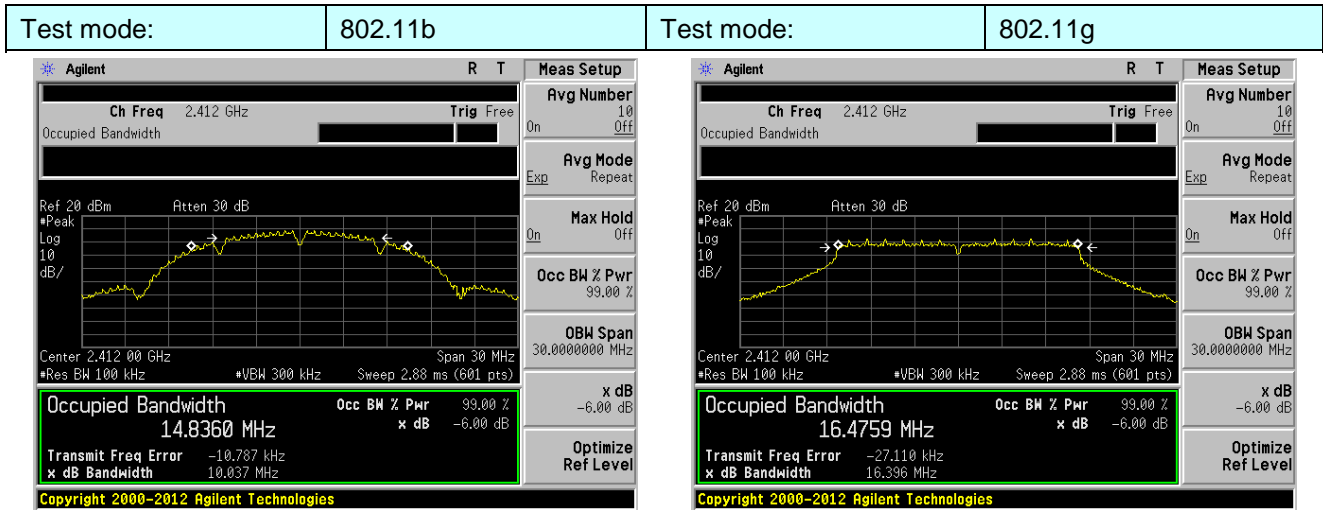 Test mode: 802.11b Test mode: 802.11g
Agilent R T Meas Setup
Ch Freq 2.412 GHz Trig Free
Occupied Bandwidth
Avg Number
10
On Off
Avg Mode
Exp Repeat
Ref 20 dBm Atten 30 dB
#Peak
Log
10
dB/
Max Hold
On Off
Occ BW % Pwr
99.00 %
OBW Span
30.0000000 MHz
Center 2.412 00 GHz Span 30 MHz
#Res BW 100 kHz #VBW 300 kHz Sweep 2.88 ms (601 pts)
Occupied Bandwidth Occ BW % Pwr 99.00 %
14.8360 MHz x dB -6.00 dB
Transmit Freq Error -10.787 kHz
x dB Bandwidth 10.037 MHz
x dB
-6.00 dB
Optimize
Ref Level
Copyright 2000-2012 Agilent Technologies
Agilent R T Meas Setup
Ch Freq 2.412 GHz Trig Free
Occupied Bandwidth
Avg Number
10
On Off
Avg Mode
Exp Repeat
Ref 20 dBm Atten 30 dB
#Peak
Log
10
dB/
Max Hold
On Off
Occ BW % Pwr
99.00 %
OBW Span
30.0000000 MHz
Center 2.412 00 GHz Span 30 MHz
#Res BW 100 kHz #VBW 300 kHz Sweep 2.88 ms (601 pts)
Occupied Bandwidth Occ BW % Pwr 99.00 %
16.4759 MHz x dB -6.00 dB
Transmit Freq Error -27.110 kHz
x dB Bandwidth 16.396 MHz
x dB
-6.00 dB
Optimize
Ref Level
Copyright 2000-2012 Agilent Technologies